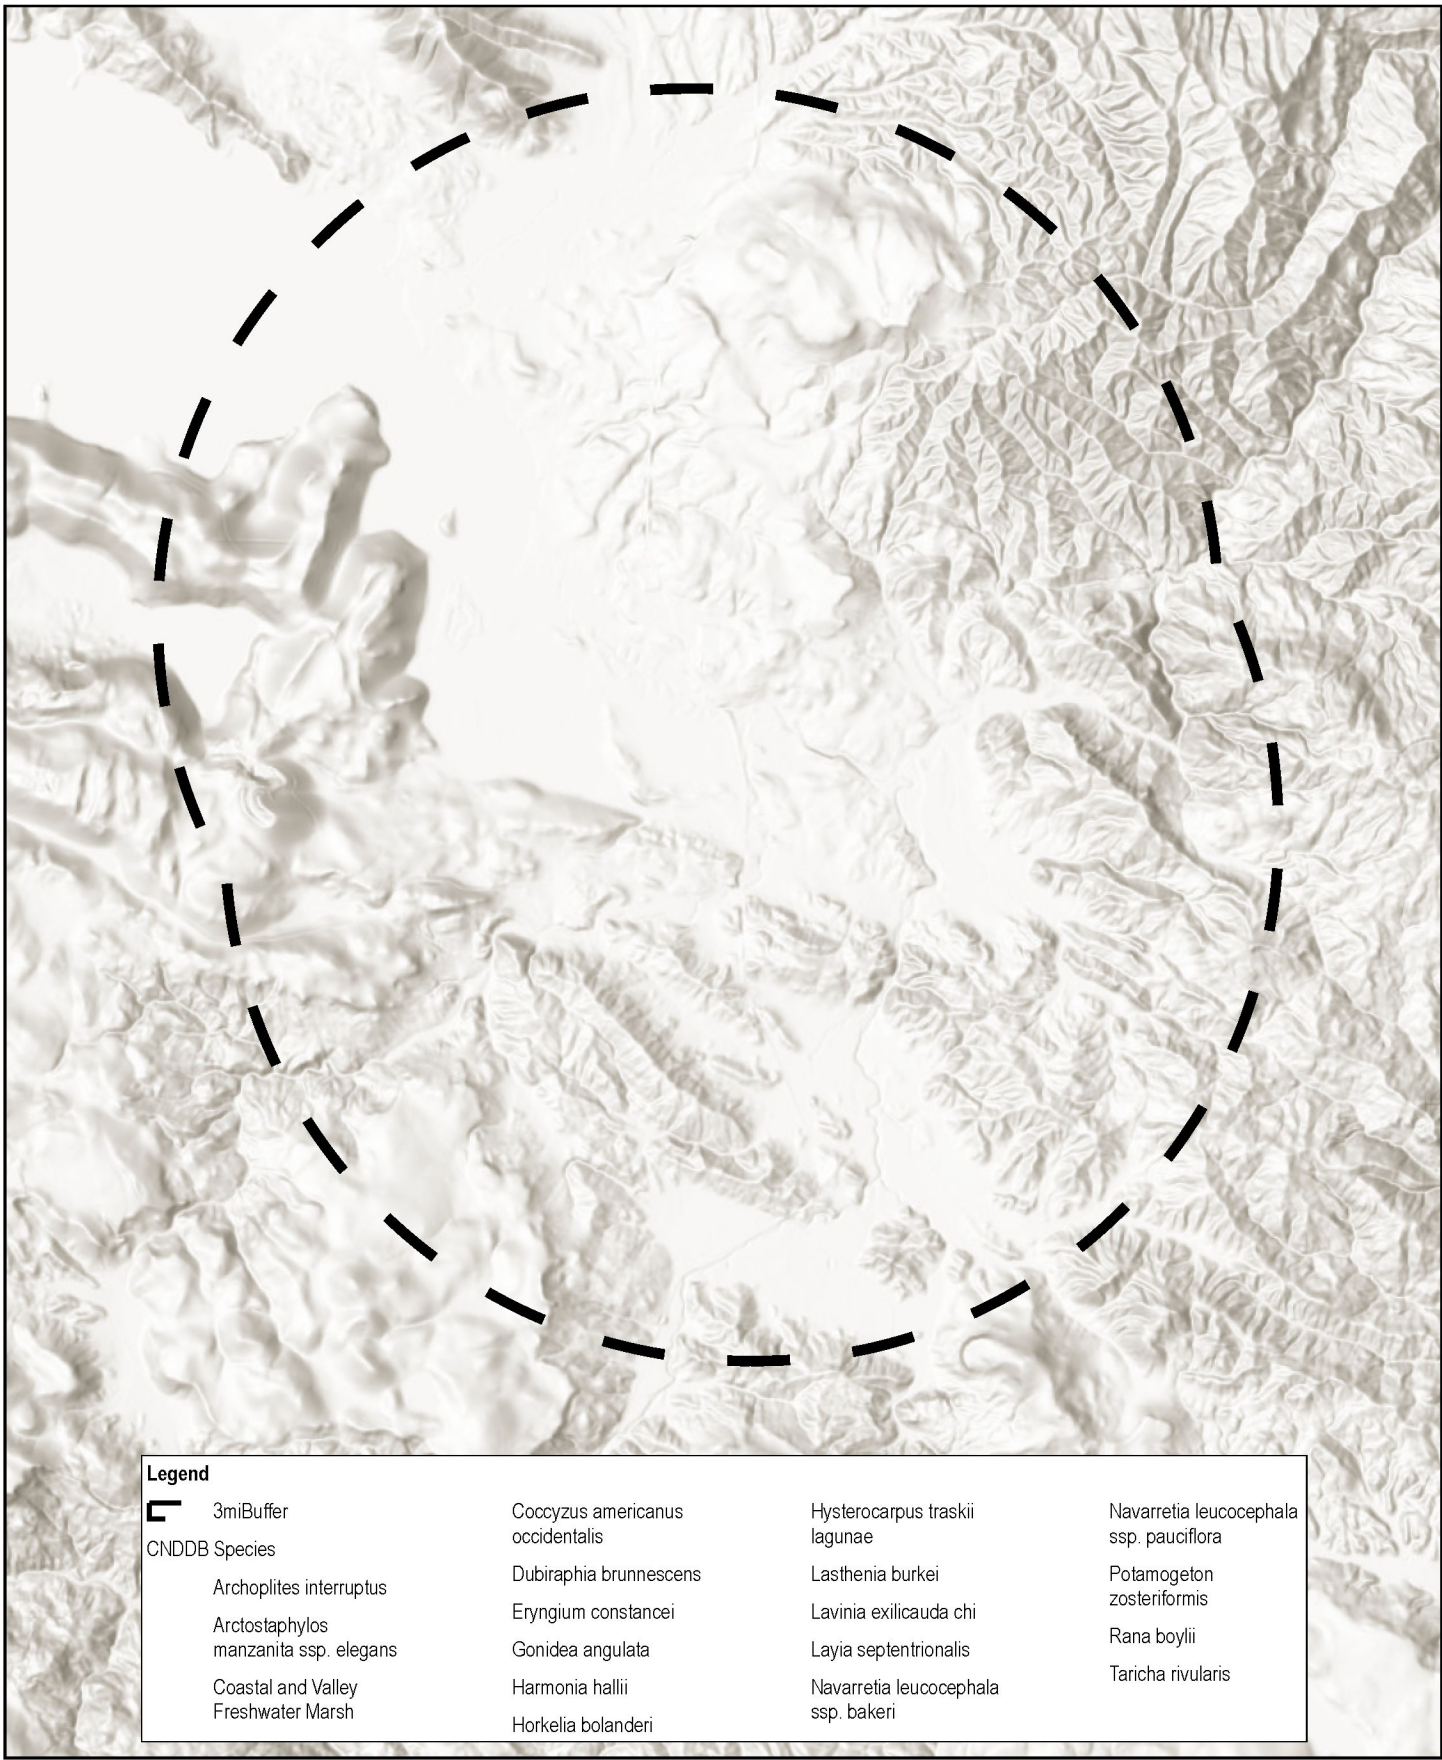 Legend
3miBuffer
CNDDB Species
Archoplites interruptus
Arctostaphylos
manzanita ssp. elegans
Coastal and Valley
Freshwater Marsh
Coccyzus americanus
occidentalis
Dubiraphia brunnescens
Eryngium constancei
Gonidea angulata
Harmonia hallii
Horkelia bolanderi
Hysterocarpus traskii
lagunae
Lasthenia burkei
Lavinia exilicauda chi
Layia septentrionalis
Navarretia leucocephala
ssp. bakeri
Navarretia leucocephala
ssp. pauciflora
Potamogeton
zosteriformis
Rana boylii
Taricha rivularis